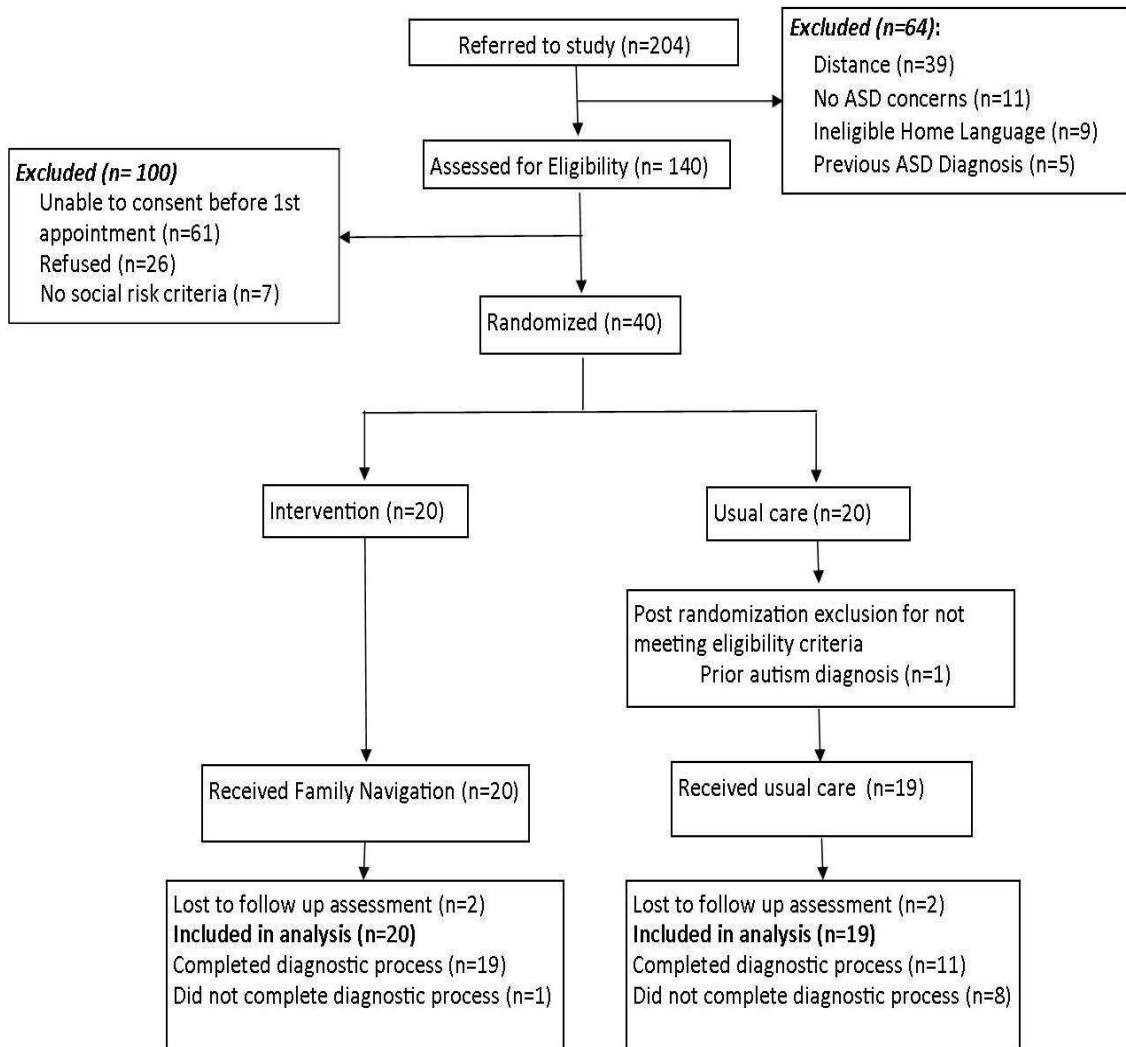 Referred to study (n=204)
Excluded (n=64):
Distance (n=39)
No ASD concerns (n=11)
Ineligible Home Language (n=9)
Previous ASD Diagnosis (n=5)
Assessed for Eligibility (n= 140)
Excluded (n= 100)
Unable to consent before 1st
appointment (n=61)
Refused (n=26)
No social risk criteria (n=7)
Randomized (n=40)
Intervention (n=20)
Usual care (n=20)
Post randomization exclusion for not
meeting eligibility criteria
Prior autism diagnosis (n=1)
Received Family Navigation (n=20)
Received usual care (n=19)
Lost to follow up assessment (n=2)
Included in analysis (n=20)
Completed diagnostic process (n=19)
Did not complete diagnostic process (n=1)
Lost to follow up assessment (n=2)
Included in analysis (n=19)
Completed diagnostic process (n=11)
Did not complete diagnostic process (n=8)